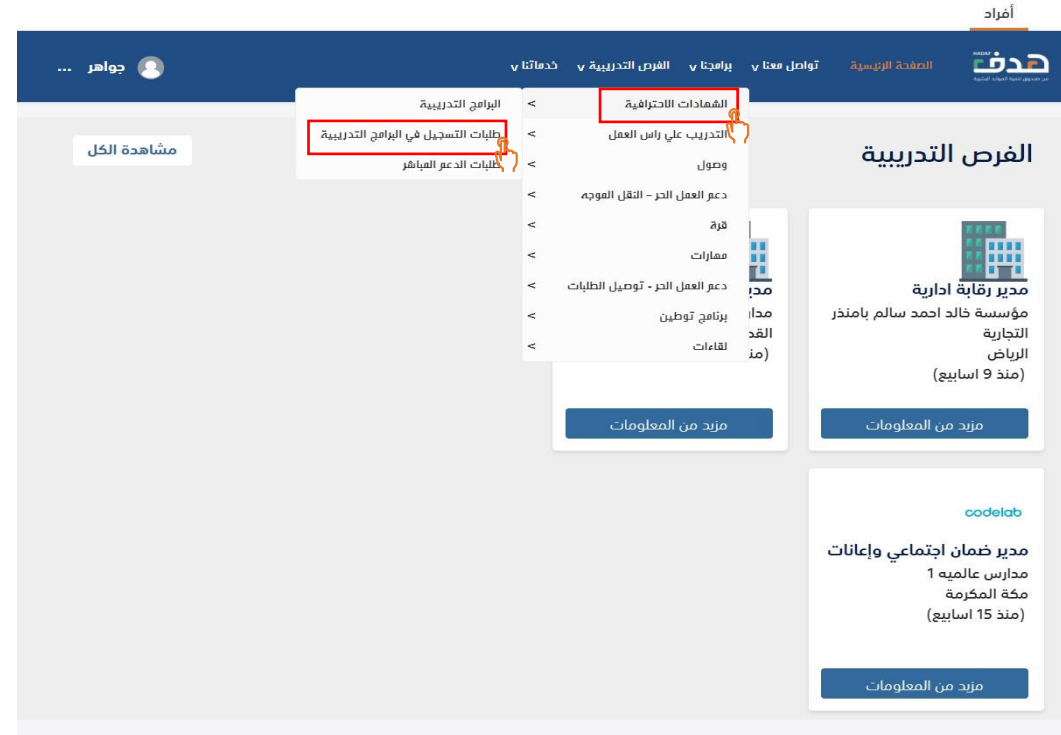 أفراد
هدف
HADAF
الصفحة الرئيسية
تواصل معنا
برامجنا
الفرص التدريبية
خدماتنا
جواهر ...
الشهادات الاحترافية
التدريب علي راس العمل
وصول
دعم العمل الحر – النقل الموجه
قرة
مهارات
دعم العمل الحر - توصيل الطلبات
برنامج توطين
لقاءات
البرامج التدريبية
طلبات التسجيل في البرامج التدريبية
طلبات الدعم المباشر
الفرص التدريبية
مشاهدة الكل
مدير رقابة ادارية
مؤسسة خالد احمد سالم بامنذر
التجارية
الرياض
(منذ 9 اسابيع)
مزيد من المعلومات
مزيد من المعلومات
codelab
مدير ضمان اجتماعي وإعانات
مدارس عالميه 1
مكة المكرمة
(منذ 15 اسابيع)
مزيد من المعلومات